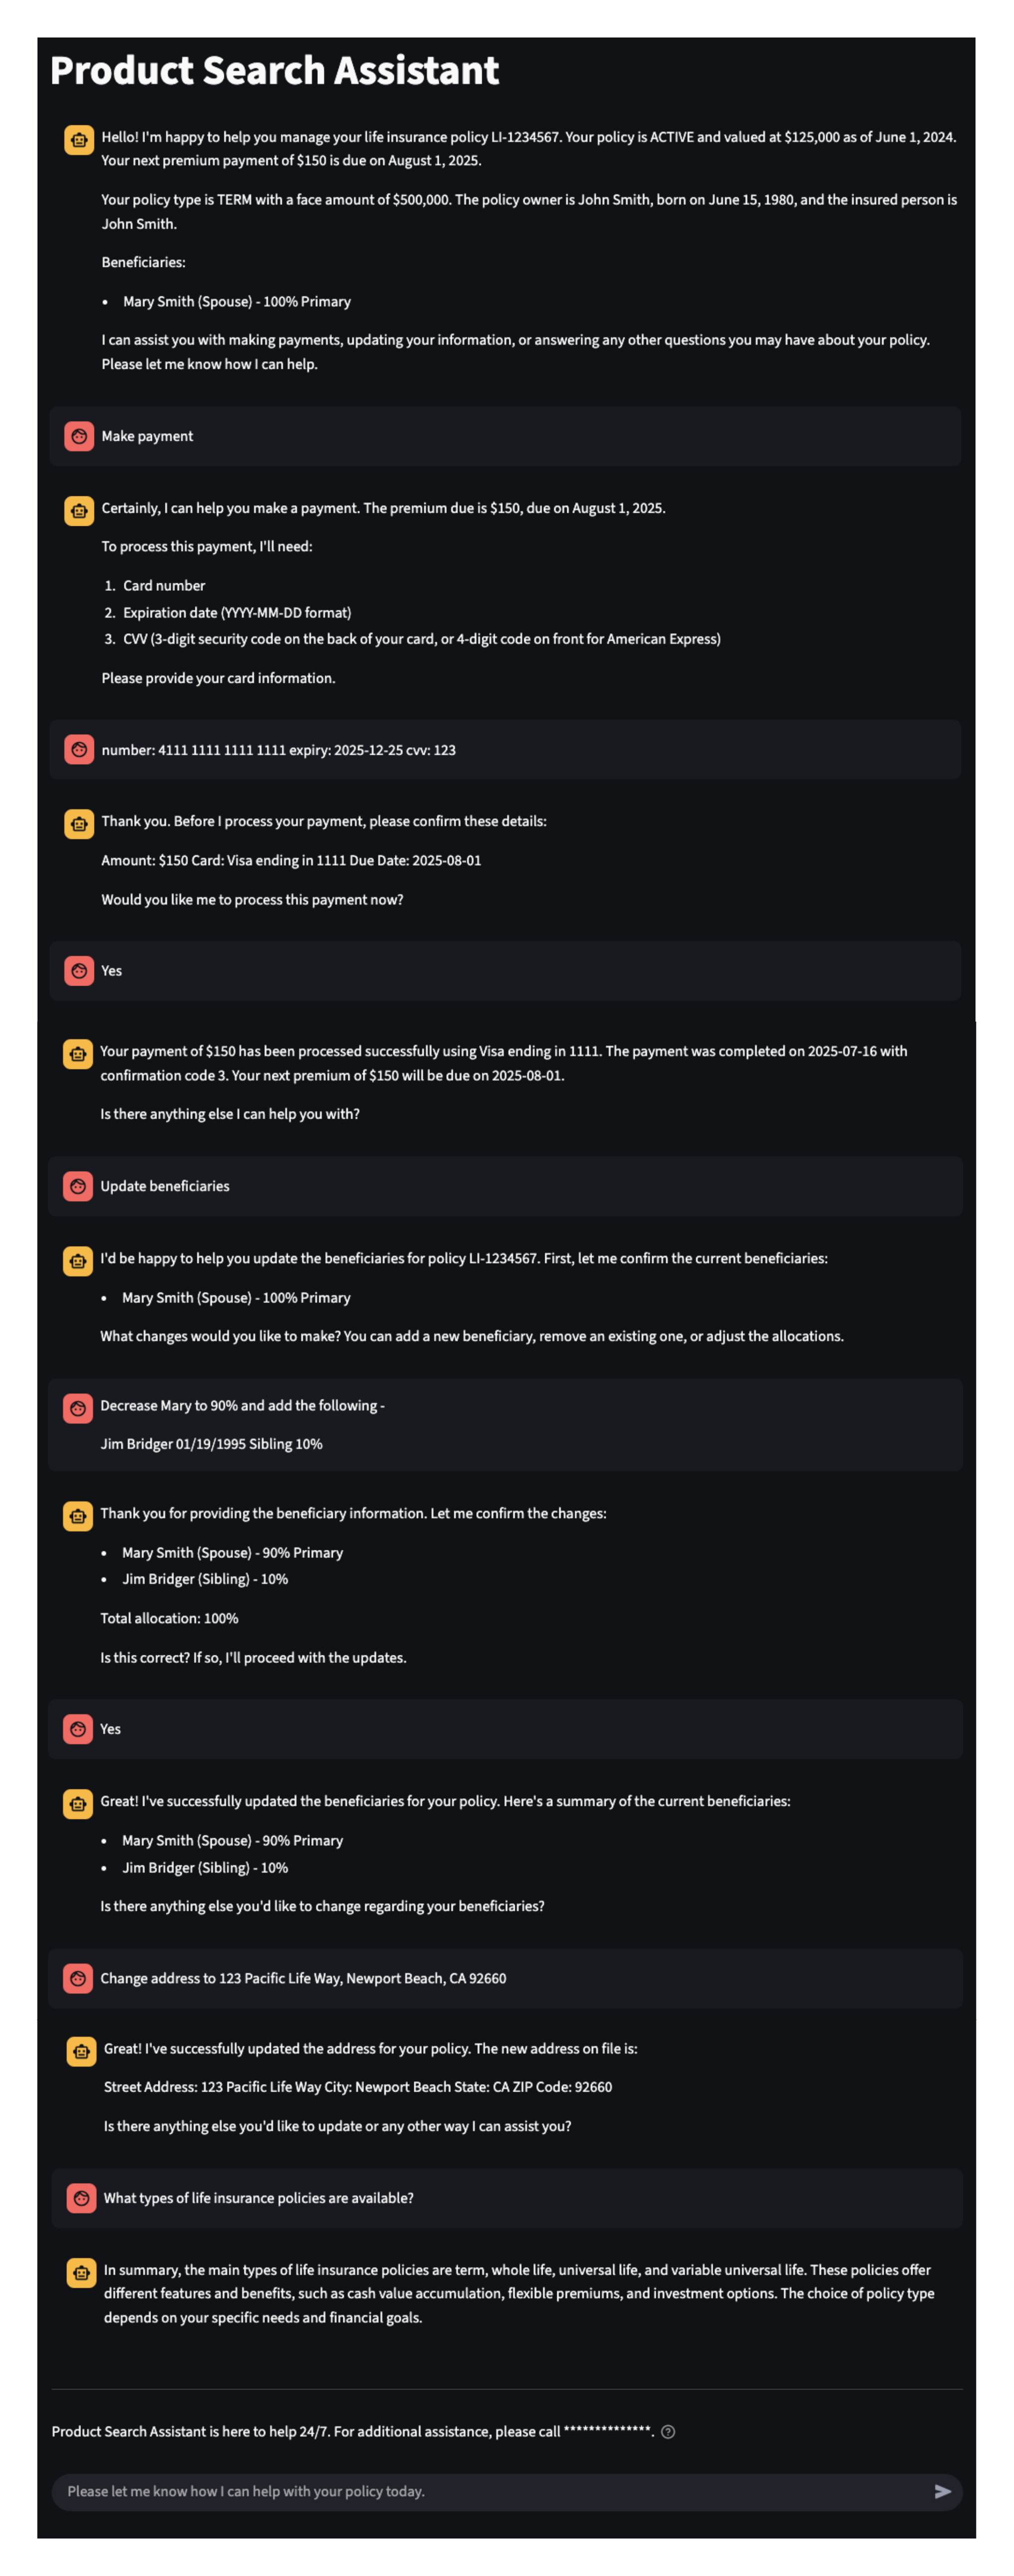 Product Search Assistant
Hello! I'm happy to help you manage your life insurance policy LI-1234567. Your policy is ACTIVE and valued at $125,000 as of June 1, 2024.
Your next premium payment of $150 is due on August 1, 2025.
Your policy type is TERM with a face amount of $500,000. The policy owner is John Smith, born on June 15, 1980, and the insured person is
John Smith.
Beneficiaries:
• Mary Smith (Spouse) - 100% Primary
I can assist you with making payments, updating your information, or answering any other questions you may have about your policy.
Please let me know how I can help.
Make payment
Certainly, I can help you make a payment. The premium due is $150, due on August 1, 2025.
To process this payment, I'll need:
1. Card number
2. Expiration date (YYYY-MM-DD format)
3. CVV (3-digit security code on the back of your card, or 4-digit code on front for American Express)
Please provide your card information.
number: 4111 1111 1111 1111 expiry: 2025-12-25 cvv: 123
Thank you. Before I process your payment, please confirm these details:
Amount: $150 Card: Visa ending in 1111 Due Date: 2025-08-01
Would you like me to process this payment now?
Yes
Your payment of $150 has been processed successfully using Visa ending in 1111. The payment was completed on 2025-07-16 with
confirmation code 3. Your next premium of $150 will be due on 2025-08-01.
Is there anything else I can help you with?
Update beneficiaries
I'd be happy to help you update the beneficiaries for policy LI-1234567. First, let me confirm the current beneficiaries:
• Mary Smith (Spouse) - 100% Primary
What changes would you like to make? You can add a new beneficiary, remove an existing one, or adjust the allocations.
Decrease Mary to 90% and add the following -
Jim Bridger 01/19/1995 Sibling 10%
Thank you for providing the beneficiary information. Let me confirm the changes:
• Mary Smith (Spouse) - 90% Primary
• Jim Bridger (Sibling) - 10%
Total allocation: 100%
Is this correct? If so, I'll proceed with the updates.
Yes
Great! I've successfully updated the beneficiaries for your policy. Here's a summary of the current beneficiaries:
• Mary Smith (Spouse) - 90% Primary
• Jim Bridger (Sibling) - 10%
Is there anything else you'd like to change regarding your beneficiaries?
Change address to 123 Pacific Life Way, Newport Beach, CA 92660
Great! I've successfully updated the address for your policy. The new address on file is:
Street Address: 123 Pacific Life Way City: Newport Beach State: CA ZIP Code: 92660
Is there anything else you'd like to update or any other way I can assist you?
What types of life insurance policies are available?
In summary, the main types of life insurance policies are term, whole life, universal life, and variable universal life. These policies offer
different features and benefits, such as cash value accumulation, flexible premiums, and investment options. The choice of policy type
depends on your specific needs and financial goals.
Product Search Assistant is here to help 24/7. For additional assistance, please call **************. ?
Please let me know how I can help with your policy today.